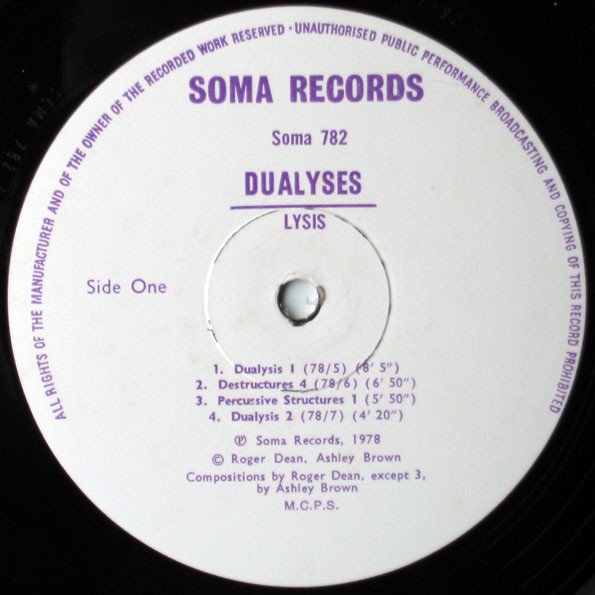 ALL RIGHTS OF THE MANUFACTURER AND OF THE OWNER OF THE RECORDED WORK RESERVED · UNAUTHORISED PUBLIC PERFORMANCE BROADCASTING AND COPYING OF THIS RECORD PROHIBITED
SOMA RECORDS
Soma 782
DUALYSES
LYSIS
Side One
1. Dualysis 1 (78/5) (8' 5")
2. Destructures 4 (78/6) (6' 50")
3. Percussive Structures 1 (5' 50")
4. Dualysis 2 (78/7) (4' 20")
℗ Soma Records, 1978
© Roger Dean, Ashley Brown
Compositions by Roger Dean, except 3,
by Ashley Brown
M.C.P.S.